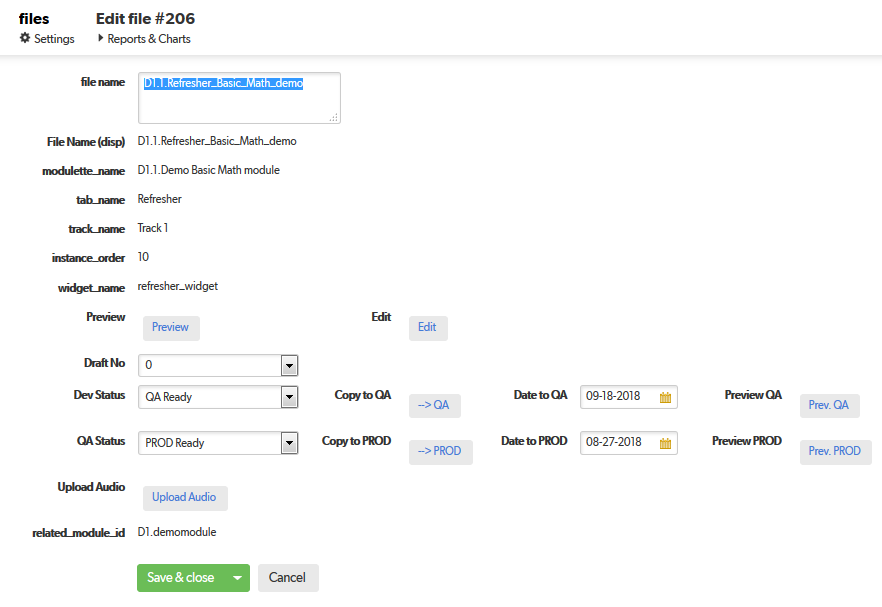 files Edit file #206
Settings Reports & Charts
file name D1.1.Refresher_Basic_Math_demo
File Name (disp) D1.1.Refresher_Basic_Math_demo
modulette_name D1.1.Demo Basic Math module
tab_name Refresher
track_name Track 1
instance_order 10
widget_name refresher_widget
Preview Preview Edit Edit
Draft No 0
Dev Status QA Ready Copy to QA --> QA Date to QA 09-18-2018 Preview QA Prev. QA
QA Status PROD Ready Copy to PROD --> PROD Date to PROD 08-27-2018 Preview PROD Prev. PROD
Upload Audio Upload Audio
related_module_id D1.demomodule
Save & close Cancel